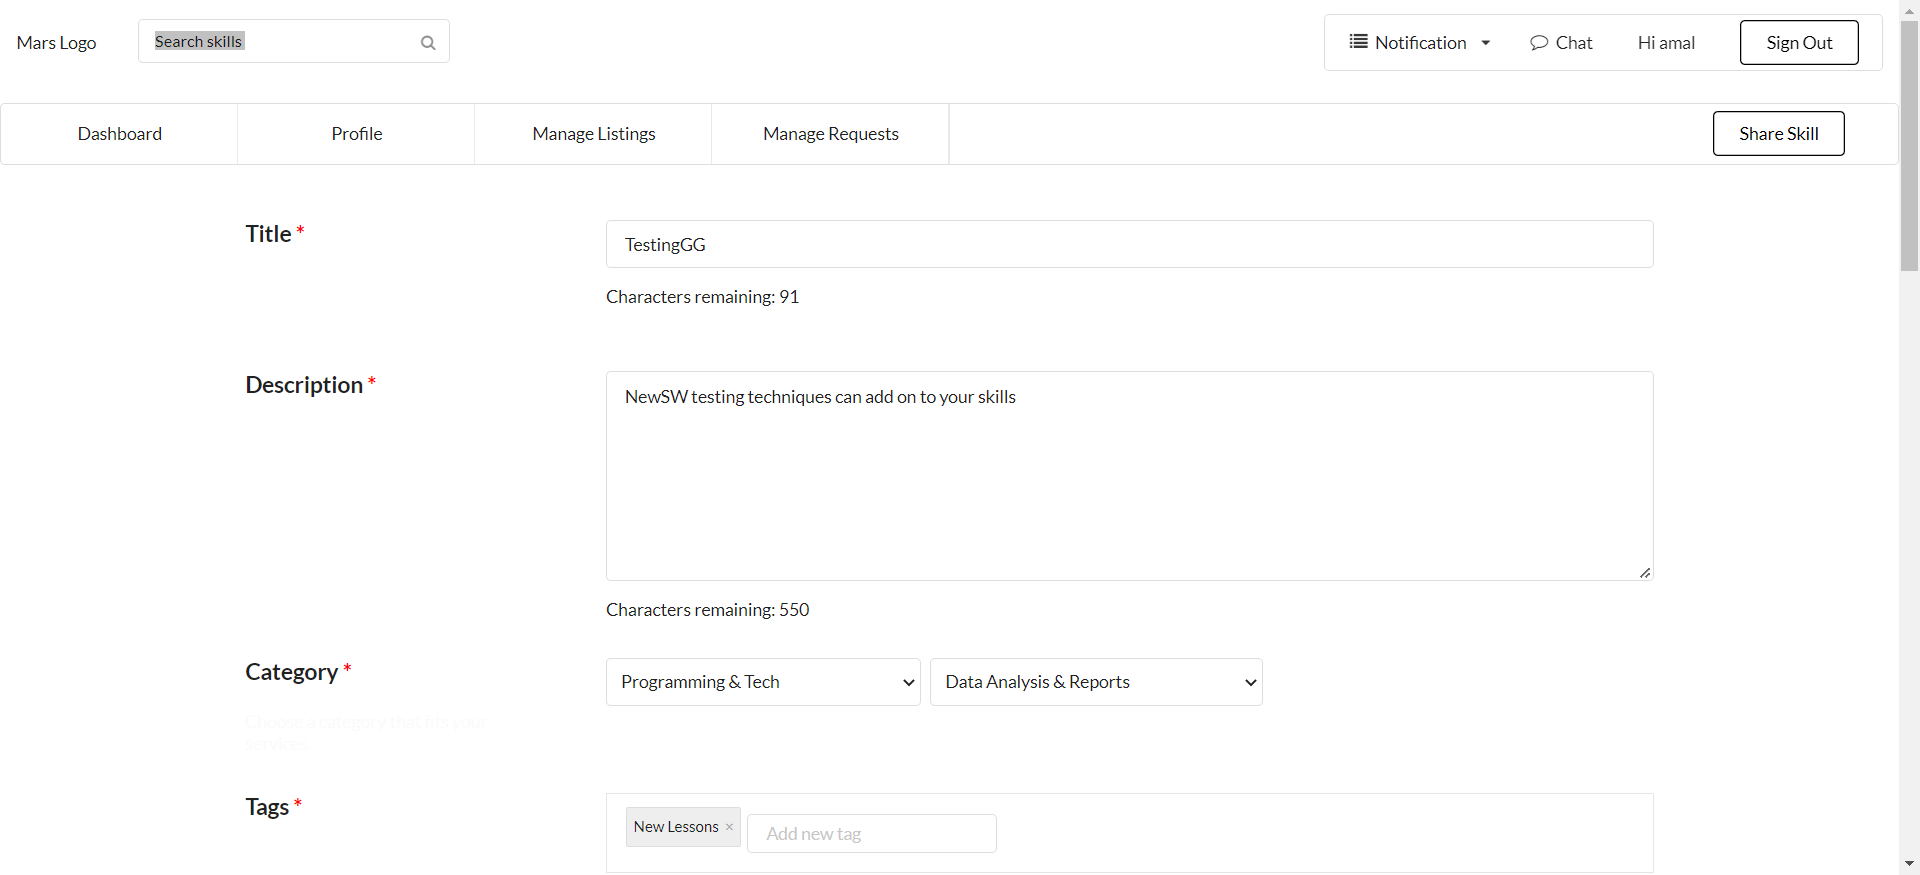 Mars Logo
Search skills
Notification
Chat
Hi amal
Sign Out
Dashboard
Profile
Manage Listings
Manage Requests
Share Skill
Title *
TestingGG
Characters remaining: 91
Description *
NewSW testing techniques can add on to your skills
Characters remaining: 550
Category *
Programming & Tech
Data Analysis & Reports
Choose a category that fits your
Tags *
New Lessons ×
Add new tag